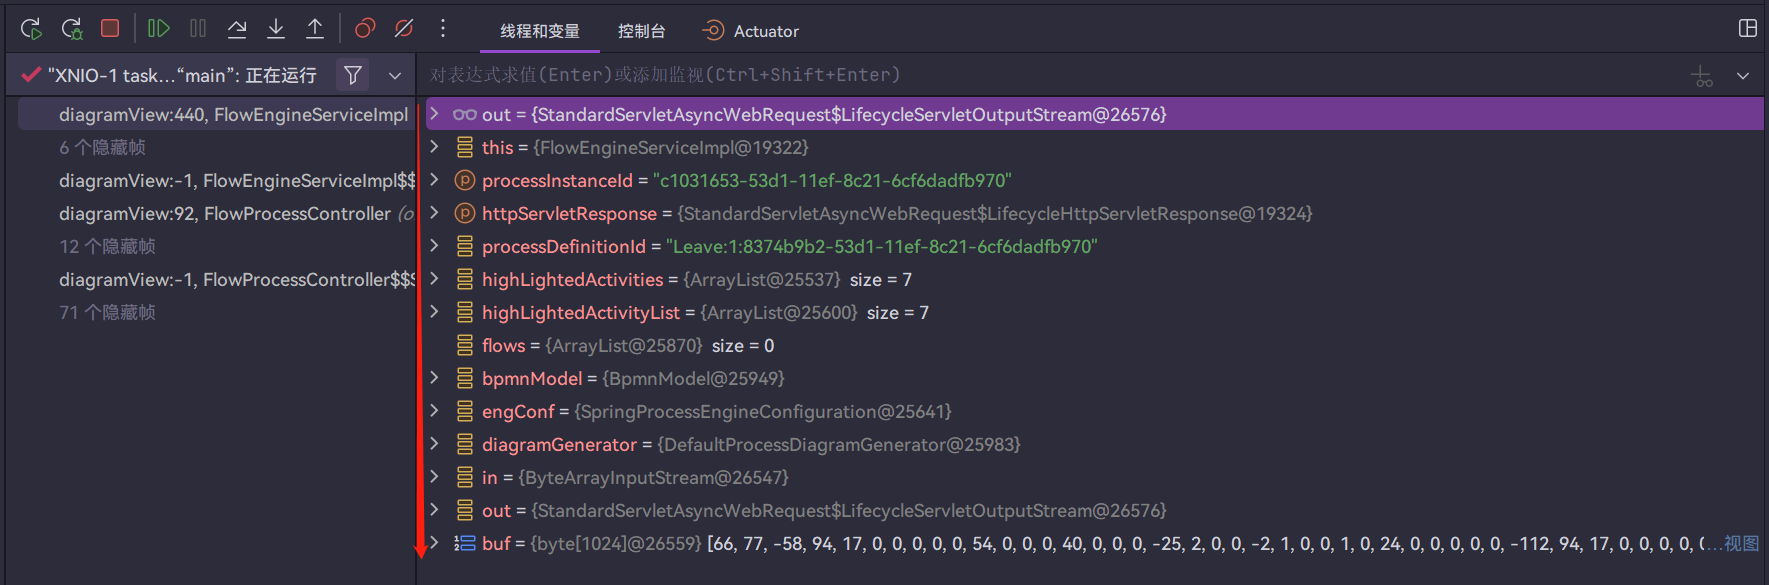 线程和变量 控制台 Actuator
"XNIO-1 task…“main”: 正在运行
对表达式求值(Enter)或添加监视(Ctrl+Shift+Enter)
diagramView:440, FlowEngineServiceImpl
6 个隐藏帧
diagramView:-1, FlowEngineServiceImpl$$
diagramView:92, FlowProcessController (o
12 个隐藏帧
diagramView:-1, FlowProcessController$$S
71 个隐藏帧
out = {StandardServletAsyncWebRequest$LifecycleServletOutputStream@26576}
this = {FlowEngineServiceImpl@19322}
processInstanceId = "c1031653-53d1-11ef-8c21-6cf6dadfb970"
httpServletResponse = {StandardServletAsyncWebRequest$LifecycleHttpServletResponse@19324}
processDefinitionId = "Leave:1:8374b9b2-53d1-11ef-8c21-6cf6dadfb970"
highLightedActivities = {ArrayList@25537} size = 7
highLightedActivityList = {ArrayList@25600} size = 7
flows = {ArrayList@25870} size = 0
bpmnModel = {BpmnModel@25949}
engConf = {SpringProcessEngineConfiguration@25641}
diagramGenerator = {DefaultProcessDiagramGenerator@25983}
in = {ByteArrayInputStream@26547}
out = {StandardServletAsyncWebRequest$LifecycleServletOutputStream@26576}
buf = {byte[1024]@26559} [66, 77, -58, 94, 17, 0, 0, 0, 0, 0, 54, 0, 0, 0, 40, 0, 0, 0, -25, 2, 0, 0, -2, 1, 0, 0, 1, 0, 24, 0, 0, 0, 0, 0, -112, 94, 17, 0, 0, 0, 0, 0…视图